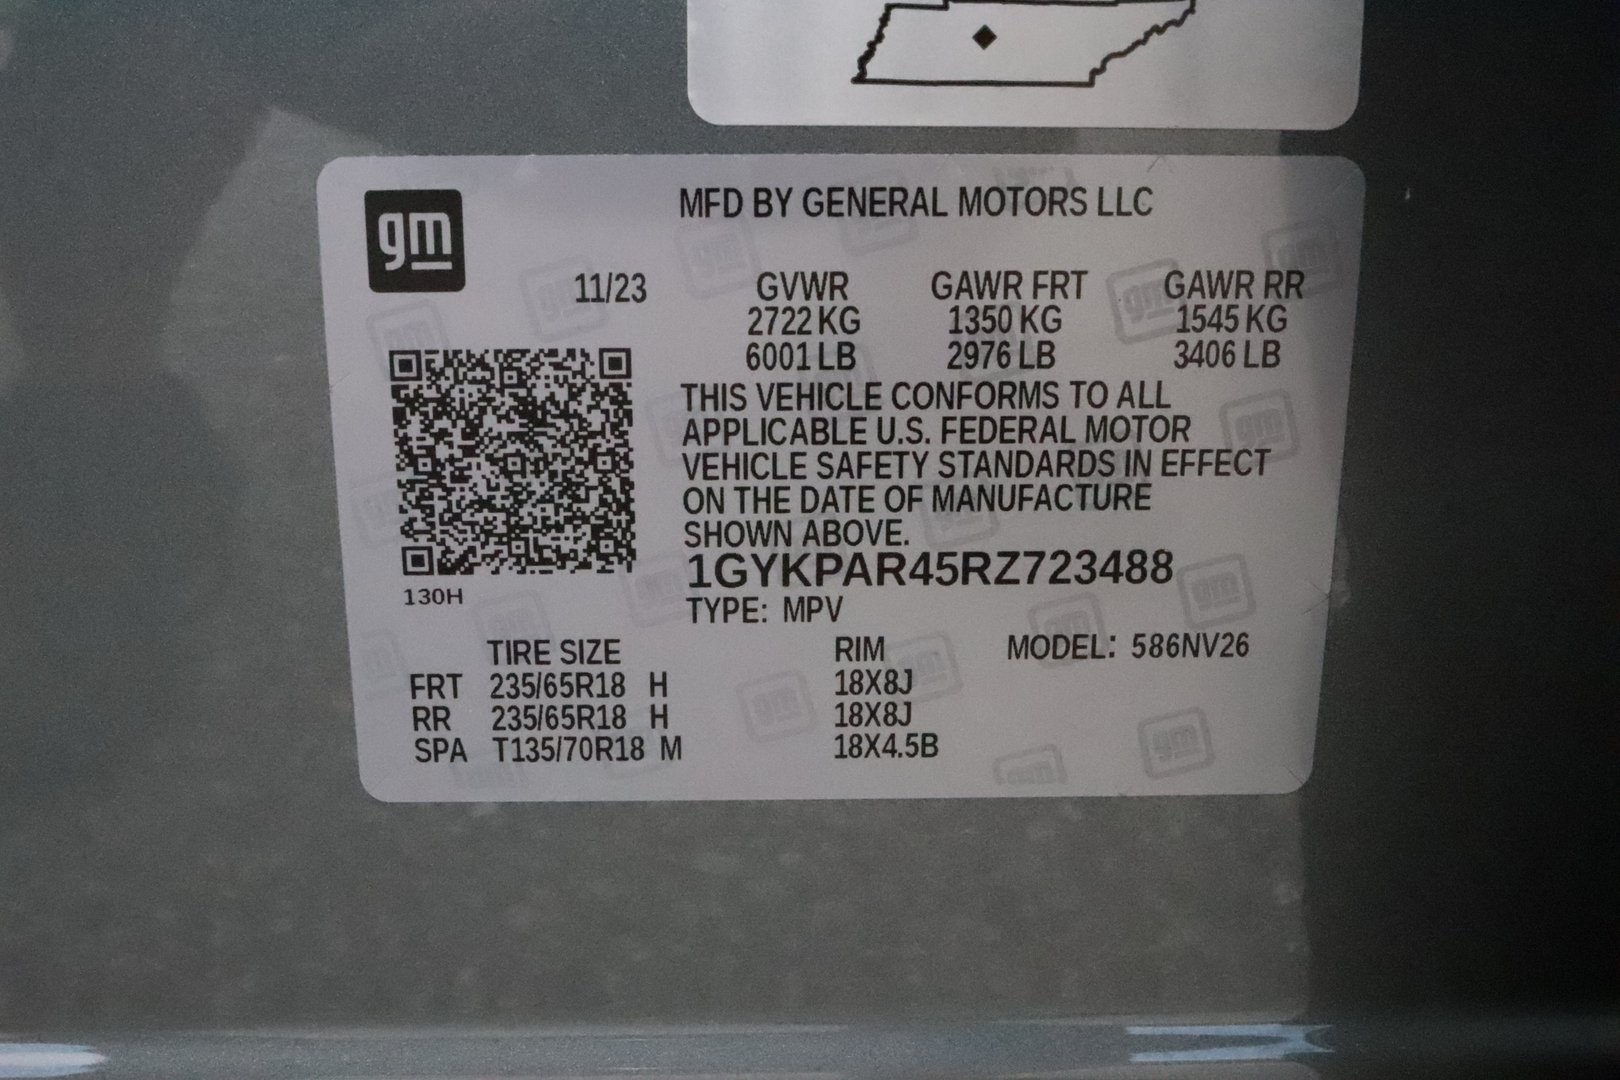 gm
MFD BY GENERAL MOTORS LLC
11/23 GVWR GAWR FRT GAWR RR
2722 KG 1350 KG 1545 KG
6001 LB 2976 LB 3406 LB
THIS VEHICLE CONFORMS TO ALL
APPLICABLE U.S. FEDERAL MOTOR
VEHICLE SAFETY STANDARDS IN EFFECT
ON THE DATE OF MANUFACTURE
SHOWN ABOVE.
1GYKPAR45RZ723488
130H
TYPE: MPV
TIRE SIZE RIM MODEL: 586NV26
FRT 235/65R18 H 18X8J
RR 235/65R18 H 18X8J
SPA T135/70R18 M 18X4.5B